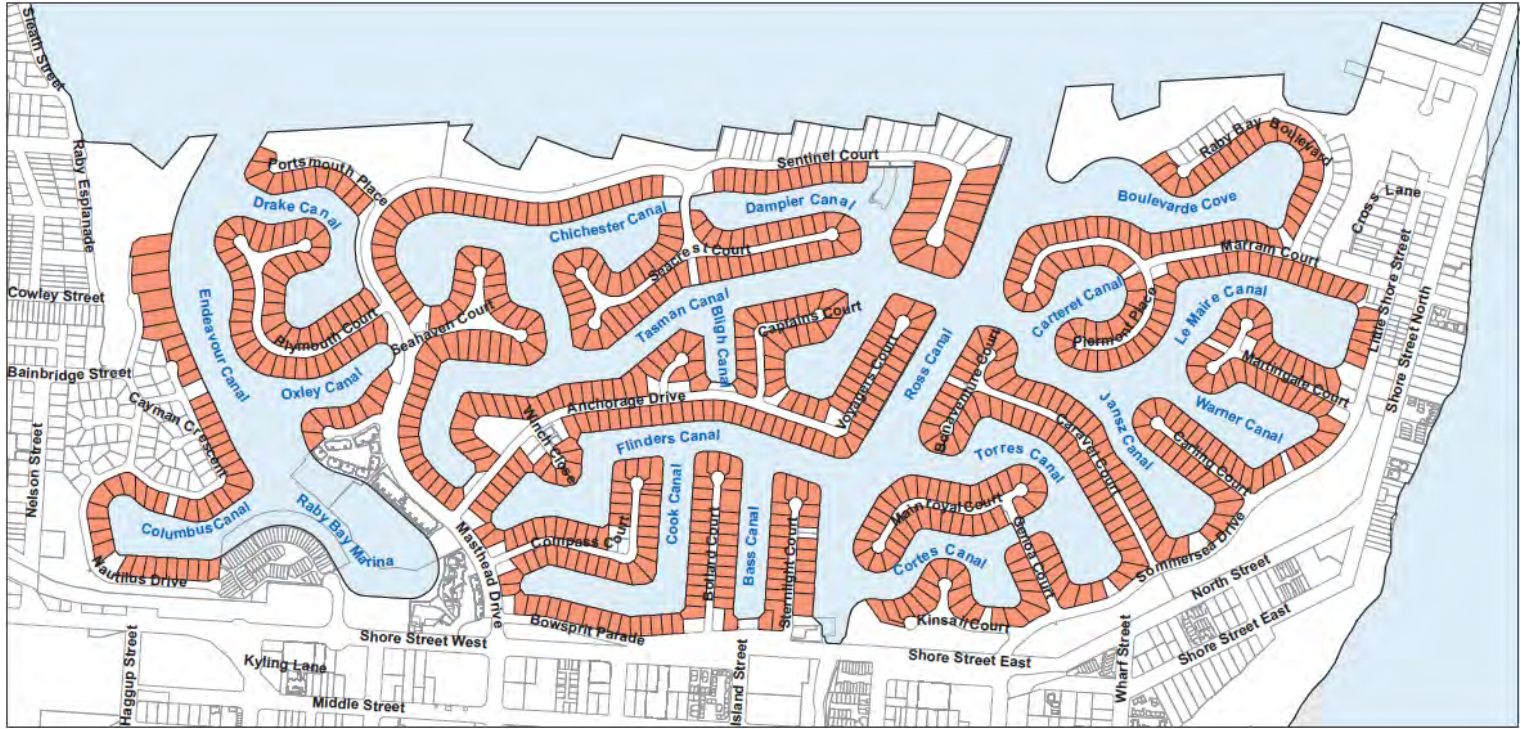 Sleath Street
Raby Esplanade
Portsmouth Place
Drake Canal
Chichester Canal
Sentinel Court
Dampier Canal
Seacrest Court
Raby Bay Boulevard
Boulevarde Cove
Cross Lane
Marram Court
Little Shore Street
Shore Street North
Cowley Street
Endeavour Canal
Plymouth Court
Seahaven Court
Tasman Canal
Bligh Canal
Captains Court
Carteret Canal
Piermont Place
Le Maire Canal
Martingale Court
Bainbridge Street
Cayman Crescent
Oxley Canal
Anchorage Drive
Winch Close
Flinders Canal
Voyagers Court
Ross Canal
Bonaventure Court
Caravel Court
Jansz Canal
Warner Canal
Carling Court
Nelson Street
Columbus Canal
Raby Bay Marina
Masthead Drive
Compass Court
Cook Canal
Bollard Court
Bass Canal
Sternlight Court
Torres Canal
Mainroyal Court
Genoa Court
Cortes Canal
Kinsail Court
Sommersea Drive
North Street
Nautilus Drive
Bowsprit Parade
Shore Street West
Shore Street East
Shore Street East
Wharf Street
Haggup Street
Kyling Lane
Middle Street
Island Street